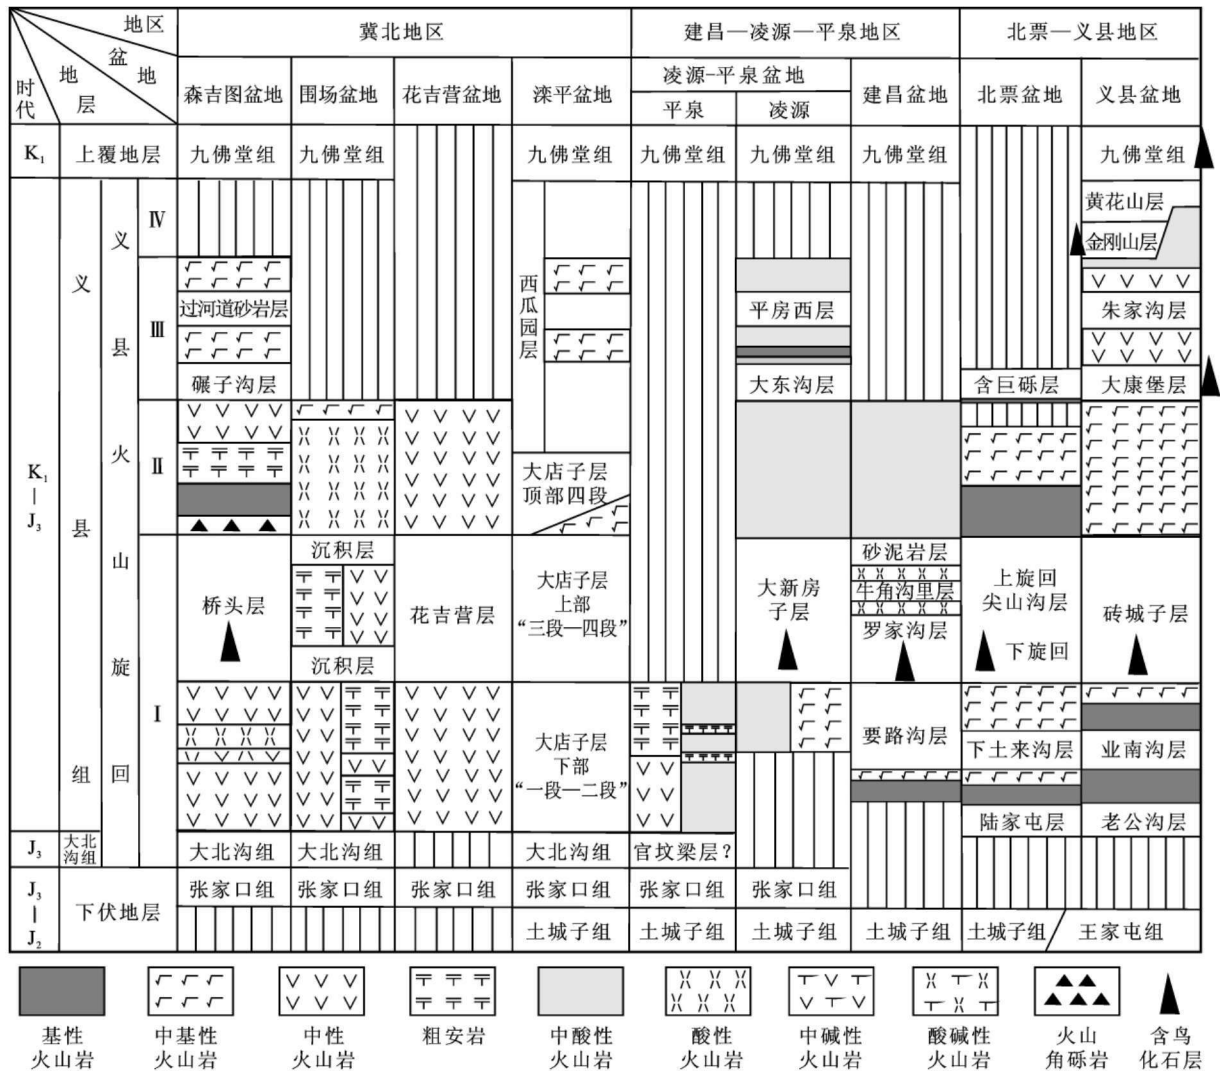 地区
盆地
地层
时代
冀北地区
建昌—凌源—平泉地区
北票—义县地区
森吉图盆地
围场盆地
花吉营盆地
滦平盆地
凌源-平泉盆地
平泉
凌源
建昌盆地
北票盆地
义县盆地
K₁
上覆地层
九佛堂组
九佛堂组
九佛堂组
九佛堂组
九佛堂组
九佛堂组
九佛堂组
K₁
|
J₃
义县组
义县火山旋回
Ⅳ
Ⅲ
Ⅱ
Ⅰ
过河道砂岩层
碾子沟层
桥头层
沉积层
沉积层
花吉营层
西瓜园层
大店子层
顶部四段
大店子层
上部
“三段—四段”
大店子层
下部
“一段—二段”
平房西层
大东沟层
大新房
子层
砂泥岩层
牛角沟里层
罗家沟层
要路沟层
含巨砾层
上旋回
尖山沟层
下旋回
下土来沟层
陆家屯层
黄花山层
金刚山层
朱家沟层
大康堡层
砖城子层
业南沟层
老公沟层
J₃
大北
沟组
大北沟组
大北沟组
大北沟组
官坟梁层?
J₃
|
J₂
下伏地层
张家口组
张家口组
张家口组
张家口组
张家口组
张家口组
土城子组
土城子组
土城子组
土城子组
土城子组
王家屯组
基性
火山岩
中基性
火山岩
中性
火山岩
粗安岩
中酸性
火山岩
酸性
火山岩
中碱性
火山岩
酸碱性
火山岩
火山
角砾岩
含鸟
化石层